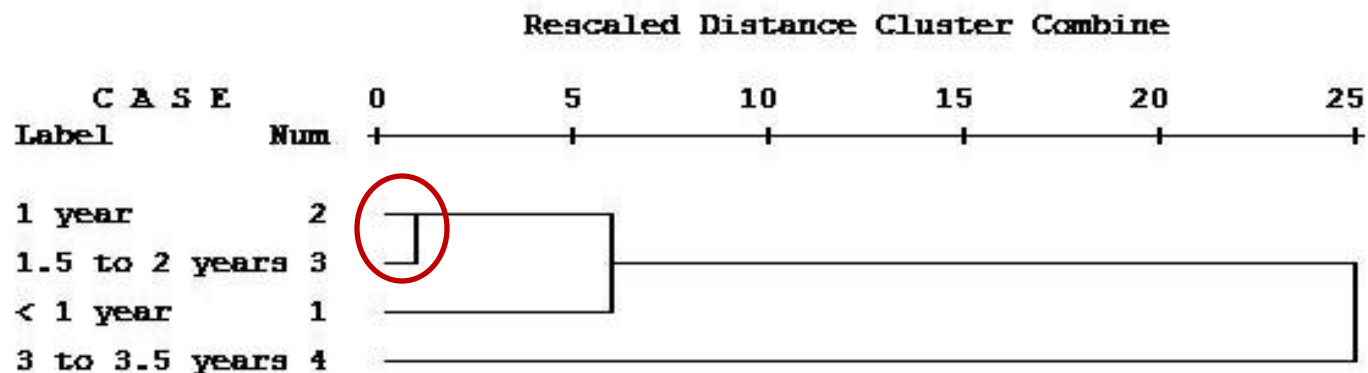 Rescaled Distance Cluster Combine
C A S E 0 5 10 15 20 25
Label Num
1 year 2
1.5 to 2 years 3
< 1 year 1
3 to 3.5 years 4